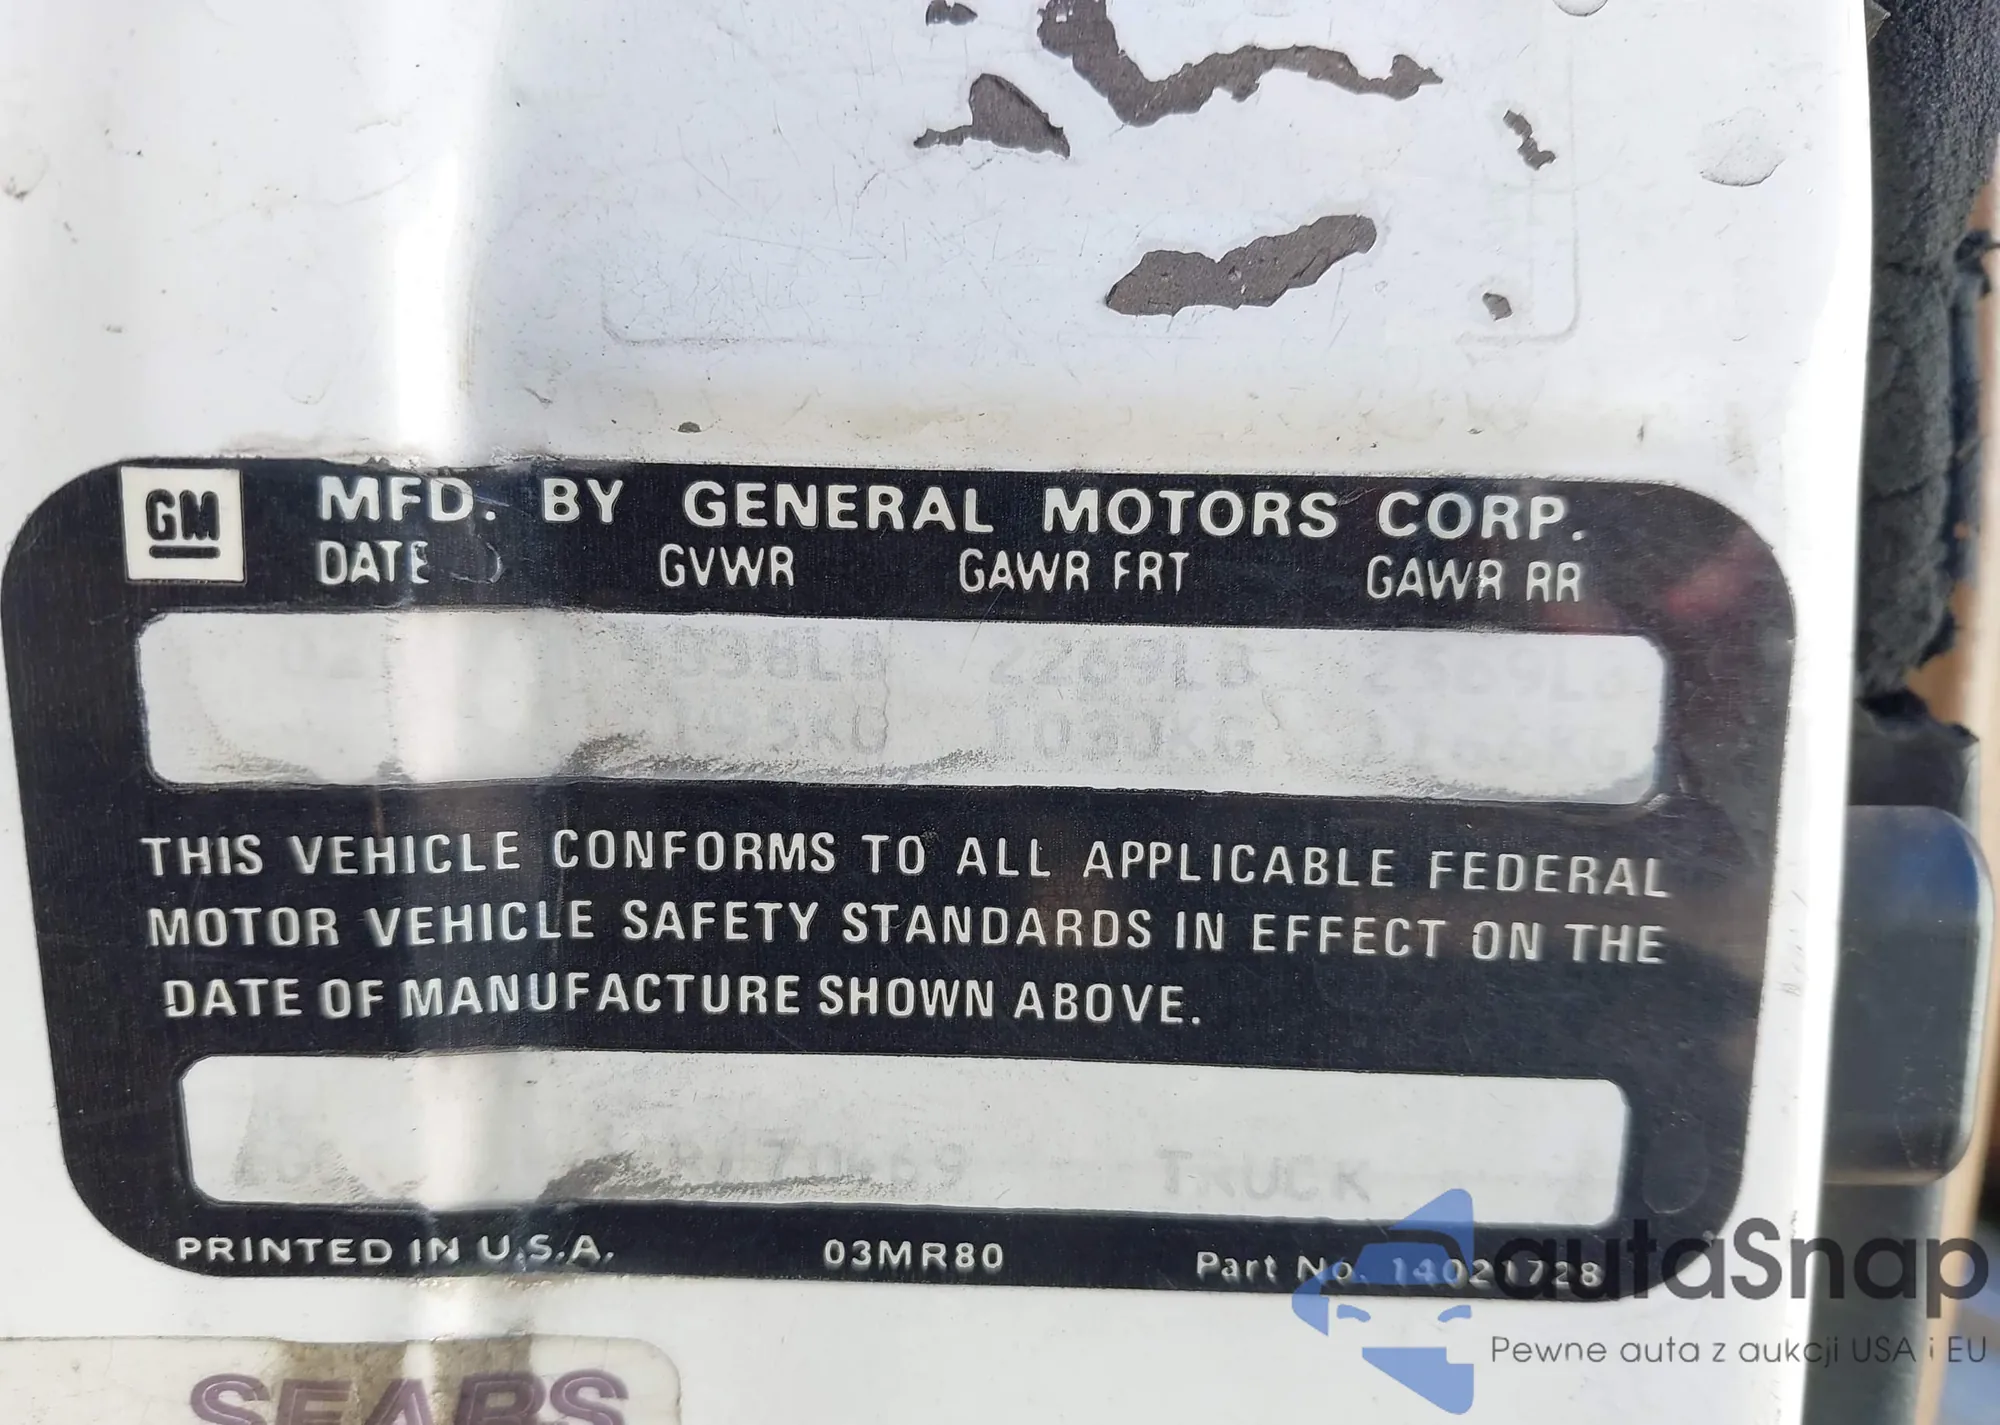 GM MFD. BY GENERAL MOTORS CORP.
DATE GVWR GAWR FRT GAWR RR
2269LB
1030KG
THIS VEHICLE CONFORMS TO ALL APPLICABLE FEDERAL
MOTOR VEHICLE SAFETY STANDARDS IN EFFECT ON THE
DATE OF MANUFACTURE SHOWN ABOVE.
TRUCK
PRINTED IN U.S.A. 03MR80 Part No. 14021728
SEARS
autaSnap
Pewne auta z aukcji USA i EU